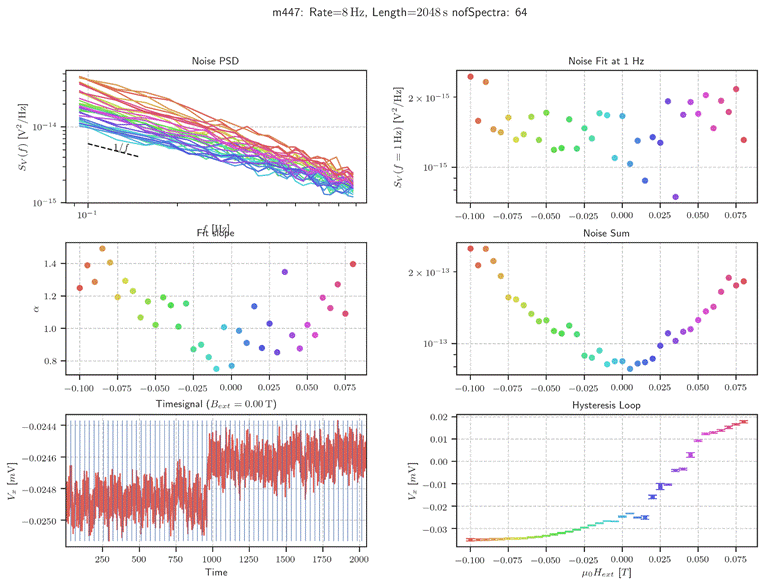 m447: Rate=8 Hz, Length=2048 s nofSpectra: 64
Noise PSD
S_V(f) [V²/Hz]
10⁻¹⁴
10⁻¹⁵
1/f
10⁻¹
f [Hz]
Noise Fit at 1 Hz
S_V(f = 1 Hz) [V²/Hz]
2 × 10⁻¹⁵
10⁻¹⁵
−0.100 −0.075 −0.050 −0.025 0.000 0.025 0.050 0.075
Fit slope
α
1.4
1.2
1.0
0.8
−0.100 −0.075 −0.050 −0.025 0.000 0.025 0.050 0.075
Noise Sum
2 × 10⁻¹³
10⁻¹³
−0.100 −0.075 −0.050 −0.025 0.000 0.025 0.050 0.075
Timesignal (B_ext = 0.00 T)
V_x [mV]
−0.0244
−0.0246
−0.0248
−0.0250
250 500 750 1000 1250 1500 1750 2000
Time
Hysteresis Loop
V_x [mV]
0.02
0.01
0.00
−0.01
−0.02
−0.03
−0.100 −0.075 −0.050 −0.025 0.000 0.025 0.050 0.075
μ₀H_ext [T]